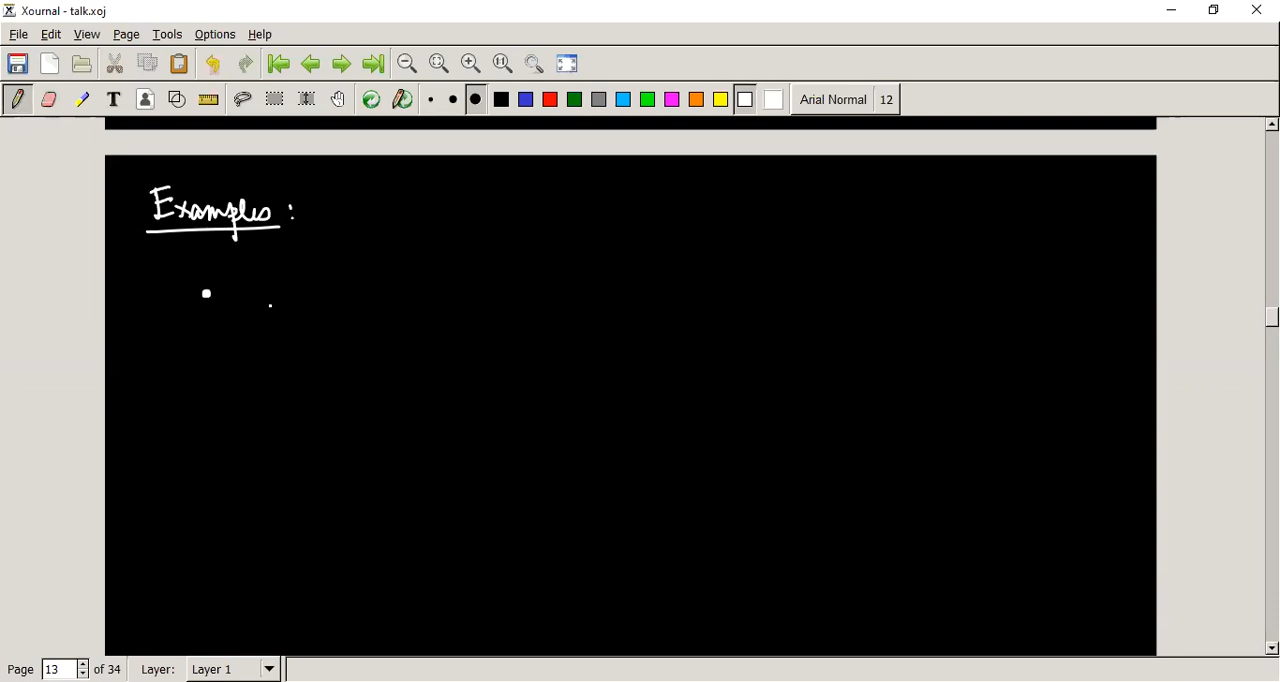 Xournal - talk.xoj
File Edit View Page Tools Options Help
Arial Normal 12
Examples :
Page 13 of 34 Layer: Layer 1